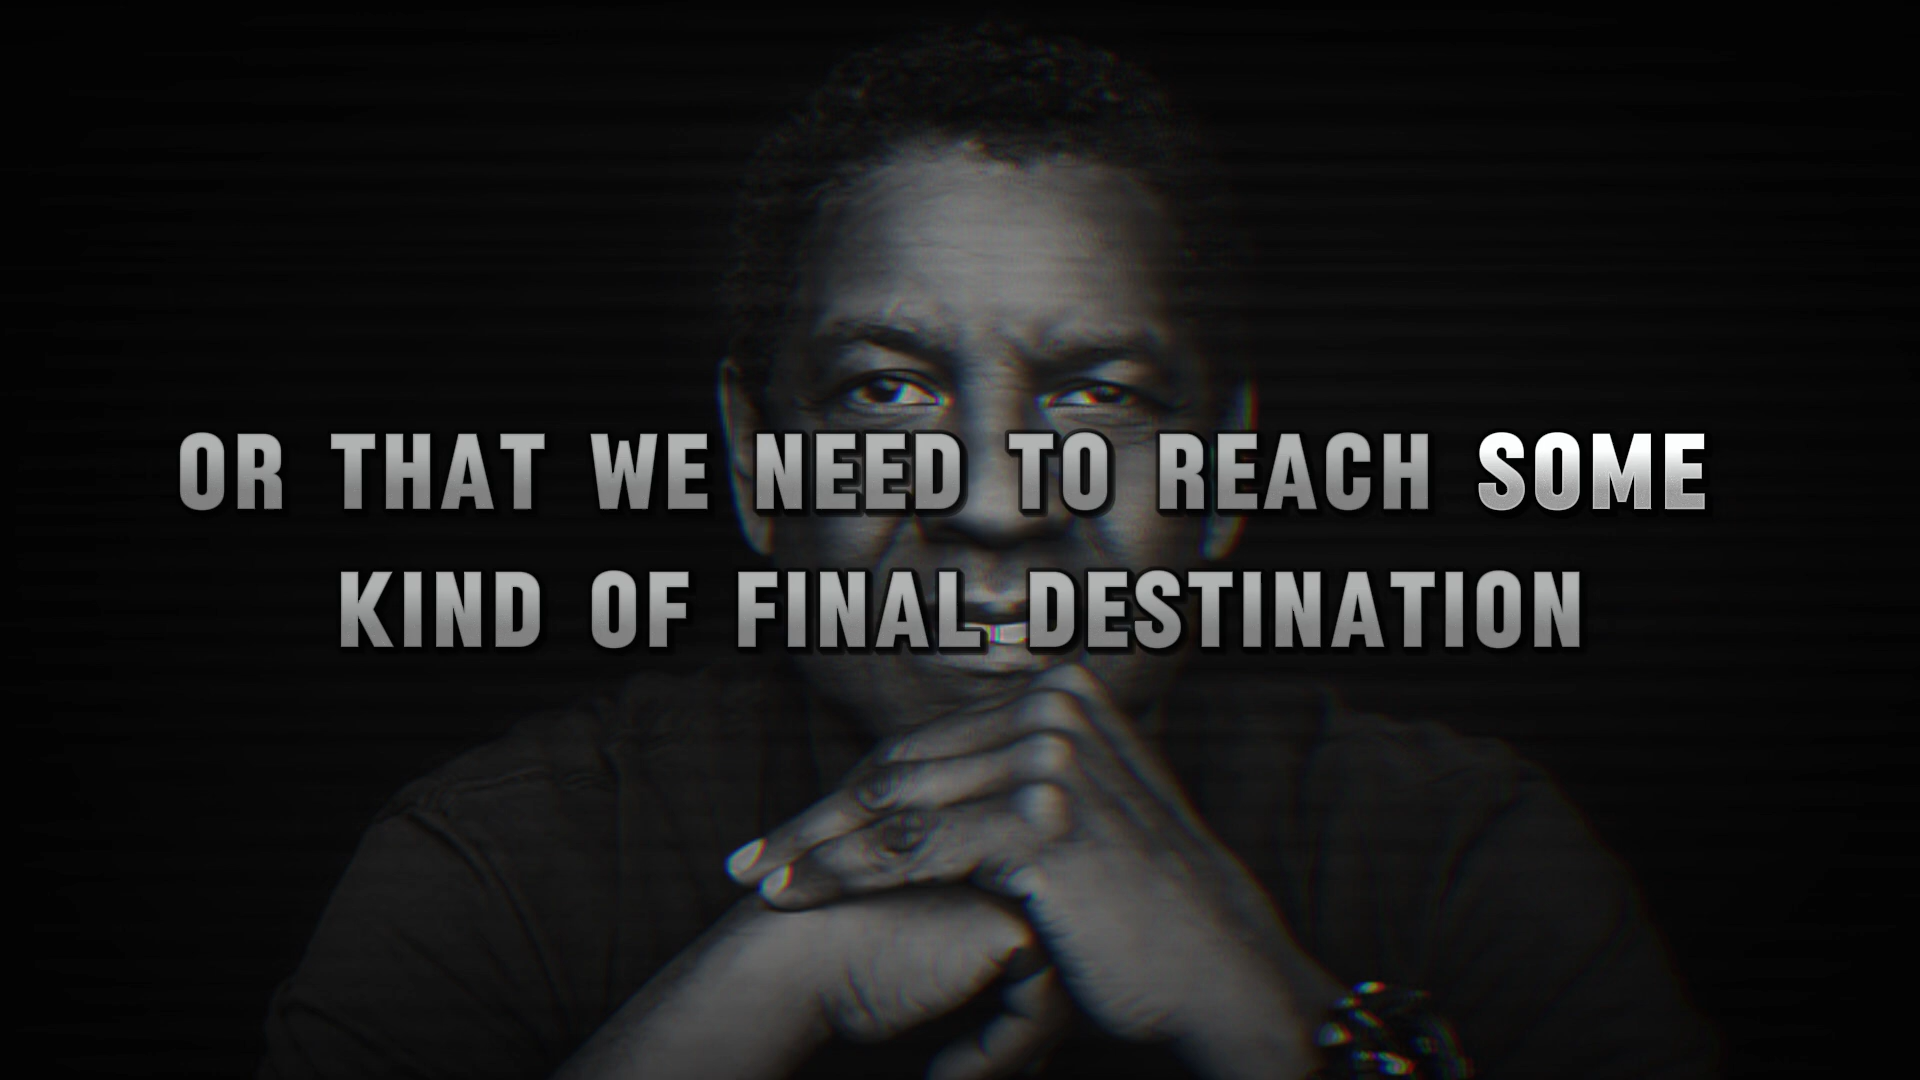 OR THAT WE NEED TO REACH SOME
KIND OF FINAL DESTINATION